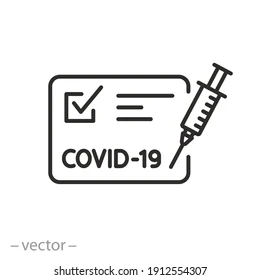 COVID-19
– vector –
shutterstock.com · 1912554307